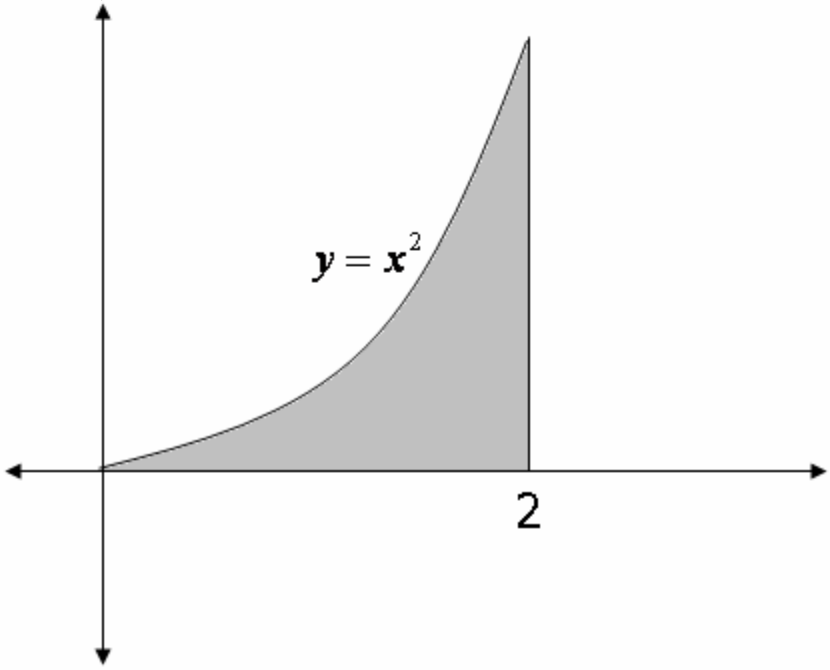 y = x²
2